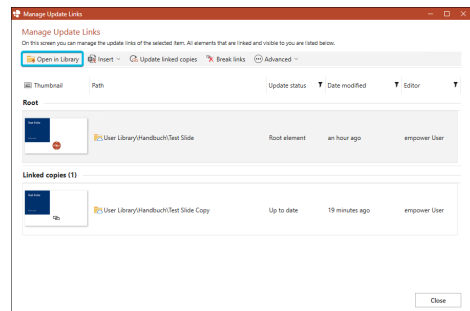 Manage Update Links
Manage Update Links
On this screen you can manage the update links of the selected item. All elements that are linked and visible to you are listed below.
Open in Library Insert Update linked copies Break links Advanced
Thumbnail Path Update status Date modified Editor
Root
Test Slide
User Library\Handbuch\Test Slide Root element an hour ago empower User
Linked copies (1)
Test Slide
User Library\Handbuch\Test Slide Copy Up to date 19 minutes ago empower User
Close